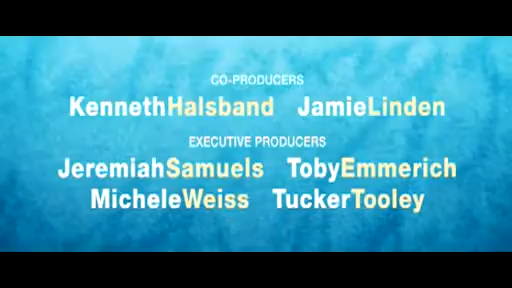 CO-PRODUCERS
KennethHalsband JamieLinden
EXECUTIVE PRODUCERS
JeremiahSamuels TobyEmmerich
MicheleWeiss TuckerTooley